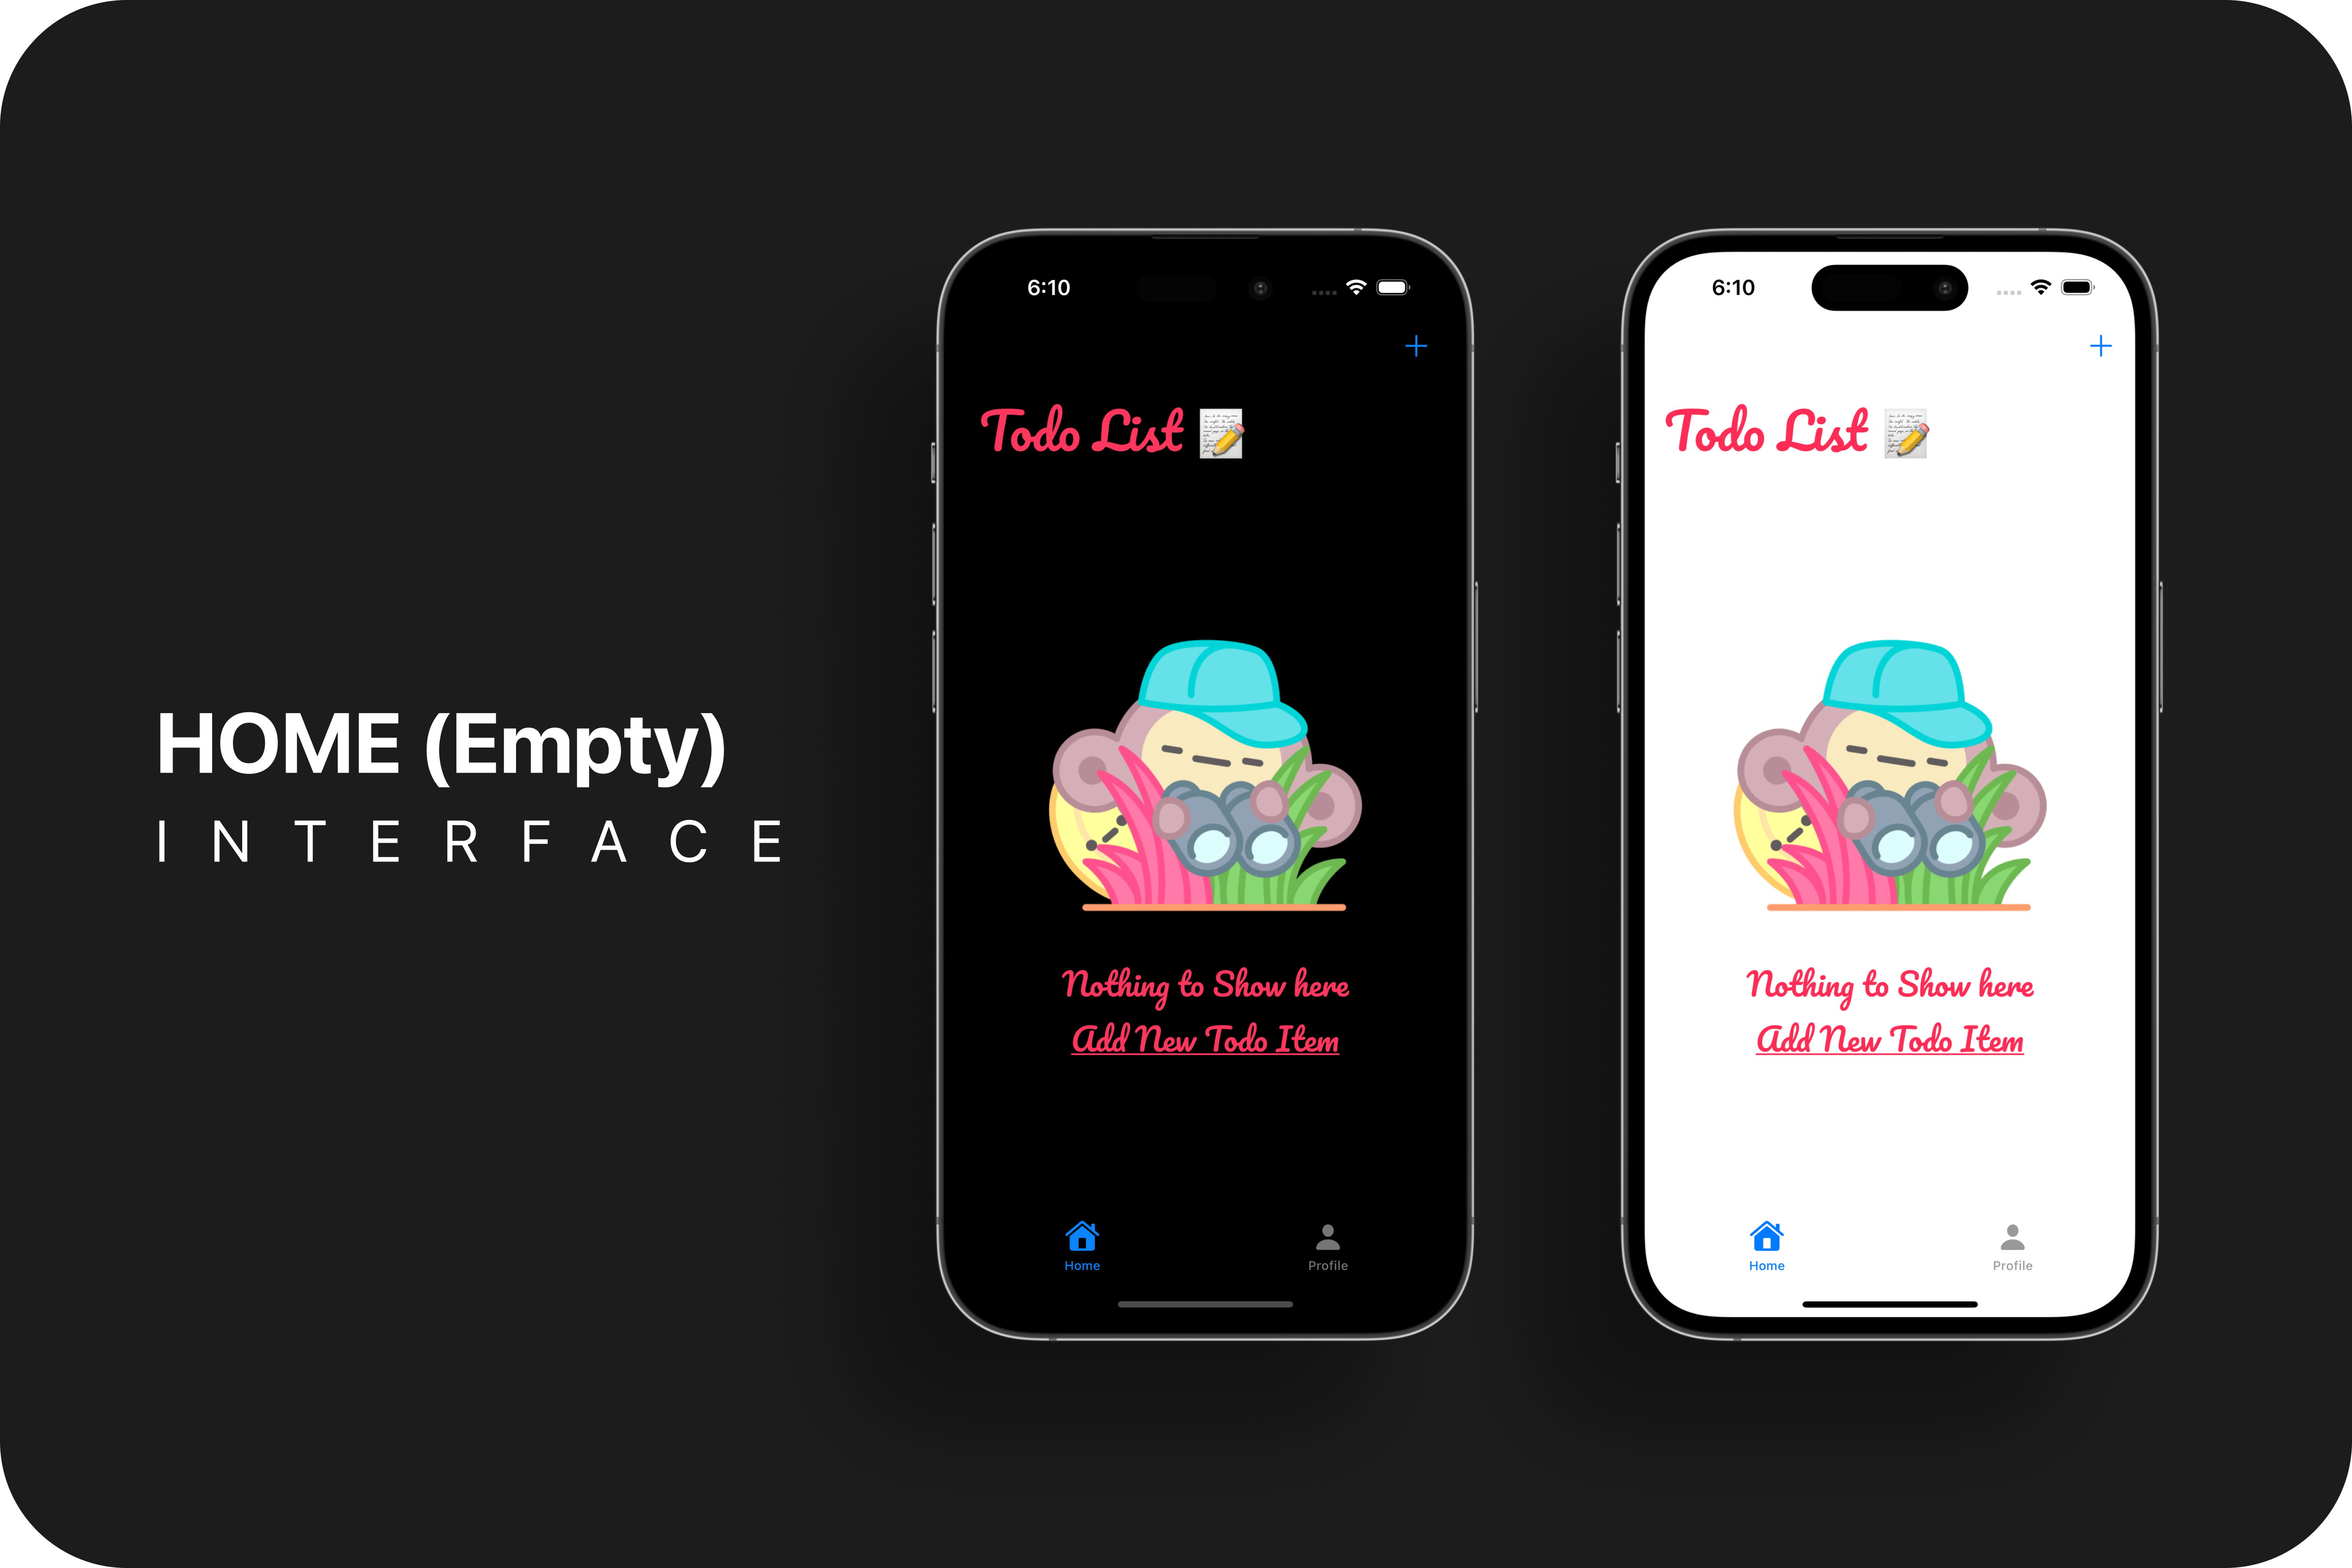 HOME (Empty)
INTERFACE
6:10
Todo List 📝
Nothing to Show here
Add New Todo Item
Home
Profile
6:10
Todo List 📝
Nothing to Show here
Add New Todo Item
Home
Profile